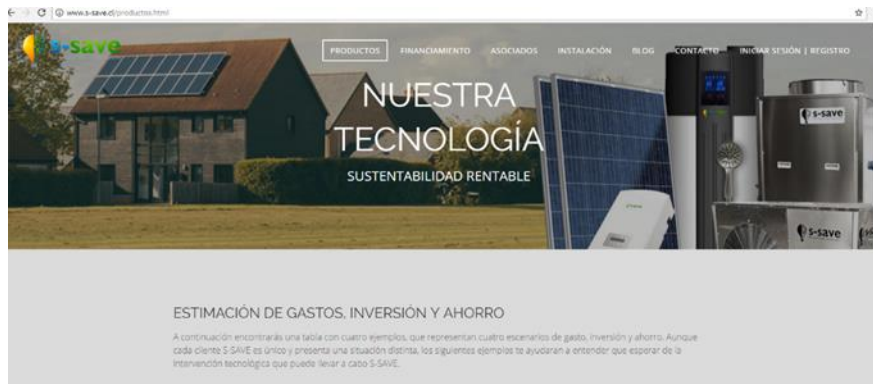 www.s-save.cl/productos.html
s-save
PRODUCTOS FINANCIAMIENTO ASOCIADOS INSTALACIÓN BLOG CONTACTO INICIAR SESIÓN | REGISTRO
NUESTRA
TECNOLOGÍA
SUSTENTABILIDAD RENTABLE
s-save
s-save
ESTIMACIÓN DE GASTOS, INVERSIÓN Y AHORRO
A continuación encontrarás una tabla con cuatro ejemplos, que representan cuatro escenarios de gasto, inversión y ahorro. Aunque
cada cliente S-SAVE es único y presenta una situación distinta, los siguientes ejemplos te ayudaran a entender que esperar de la
intervención tecnológica que puede llevar a cabo S-SAVE.